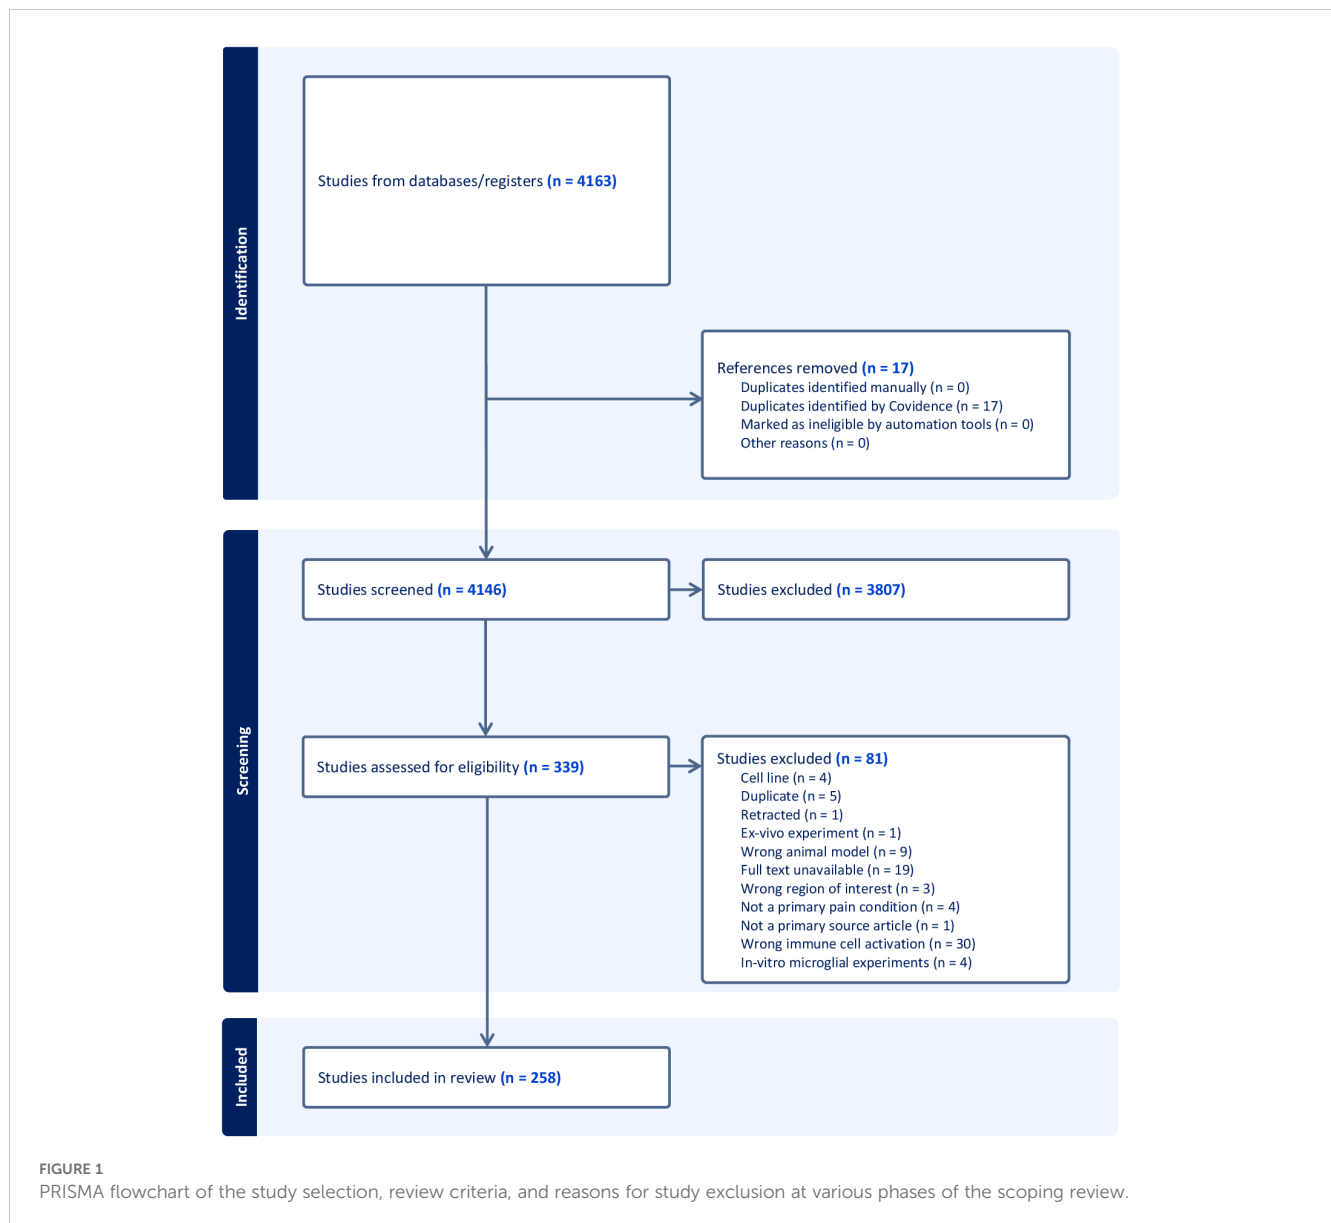 Identification
Studies from databases/registers (n = 4163)
References removed (n = 17)
Duplicates identified manually (n = 0)
Duplicates identified by Covidence (n = 17)
Marked as ineligible by automation tools (n = 0)
Other reasons (n = 0)
Screening
Studies screened (n = 4146)
Studies excluded (n = 3807)
Studies assessed for eligibility (n = 339)
Studies excluded (n = 81)
Cell line (n = 4)
Duplicate (n = 5)
Retracted (n = 1)
Ex-vivo experiment (n = 1)
Wrong animal model (n = 9)
Full text unavailable (n = 19)
Wrong region of interest (n = 3)
Not a primary pain condition (n = 4)
Not a primary source article (n = 1)
Wrong immune cell activation (n = 30)
In-vitro microglial experiments (n = 4)
Included
Studies included in review (n = 258)
FIGURE 1
PRISMA flowchart of the study selection, review criteria, and reasons for study exclusion at various phases of the scoping review.